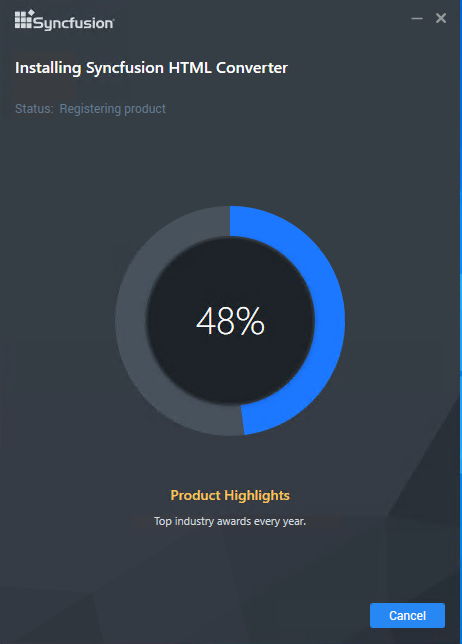 Syncfusion
Installing Syncfusion HTML Converter
Status: Registering product
48%
Product Highlights
Top industry awards every year.
Cancel